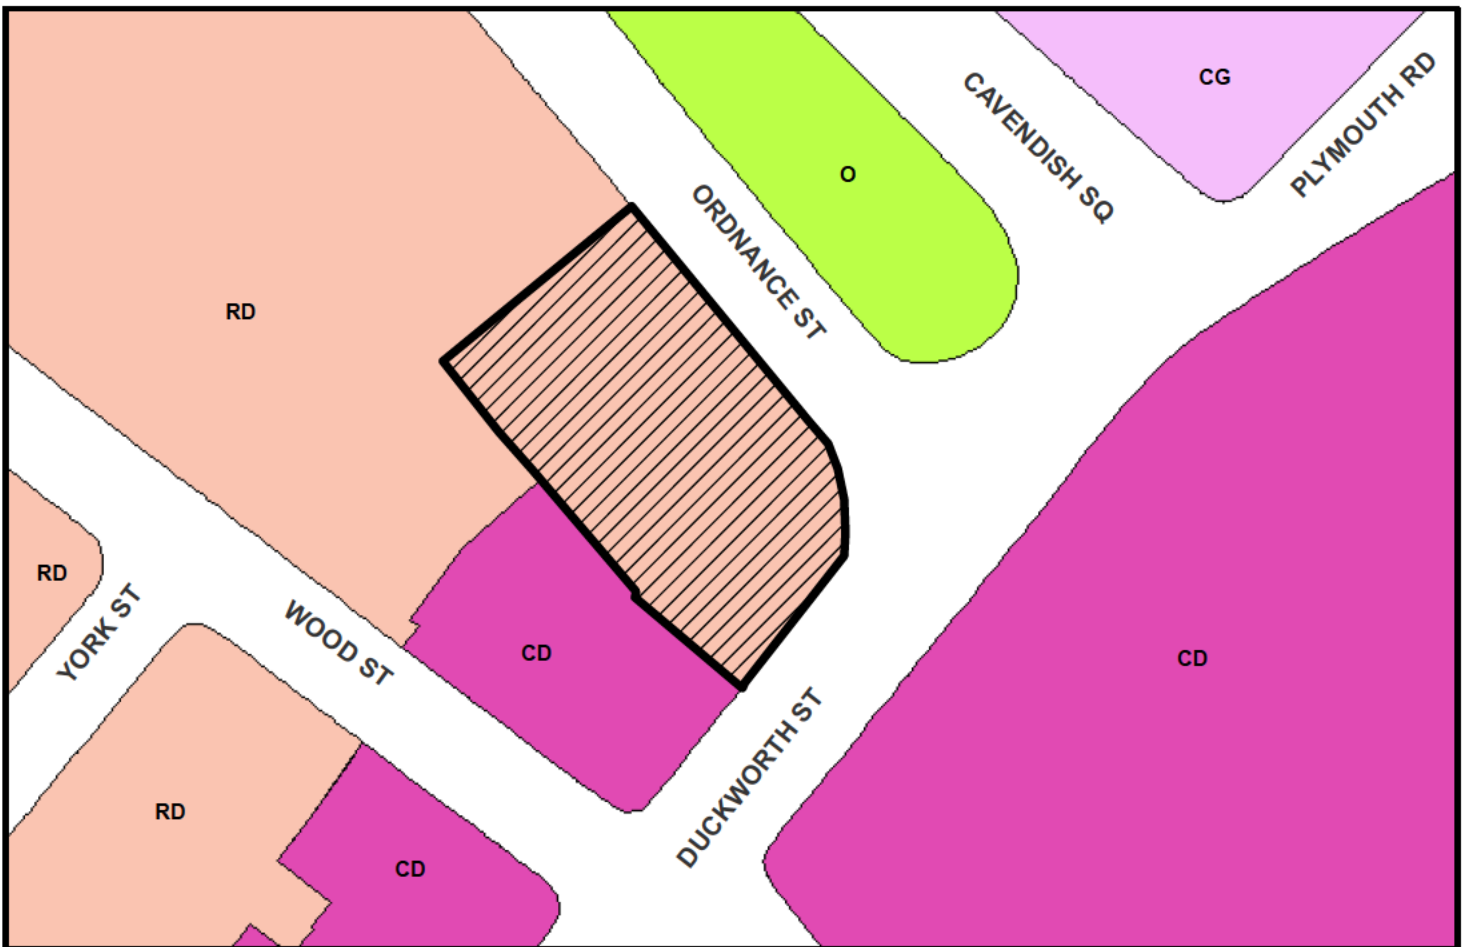 CG
PLYMOUTH RD
CAVENDISH SQ
O
ORDNANCE ST
RD
RD
YORK ST
WOOD ST
CD
CD
DUCKWORTH ST
RD
CD